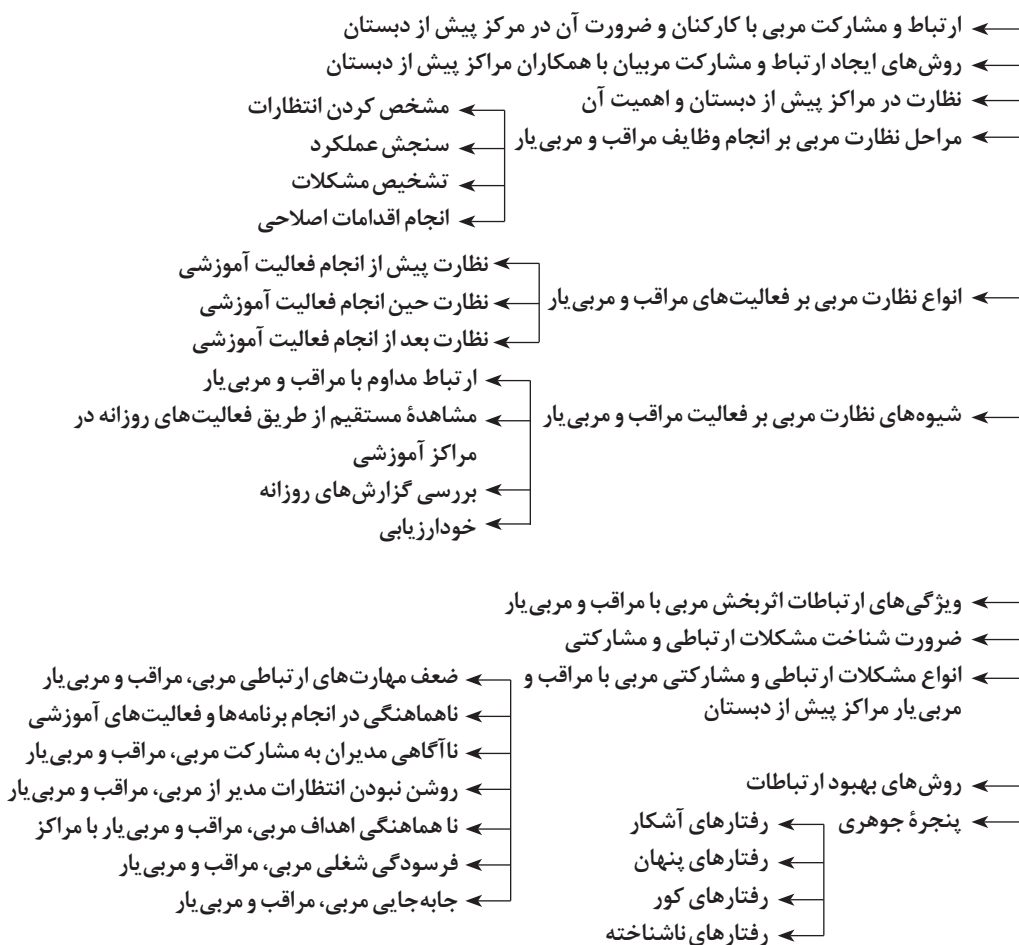 ارتباط و مشارکت مربی با کارکنان و ضرورت آن در مرکز پیش از دبستان
روش‌های ایجاد ارتباط و مشارکت مربیان با همکاران مراکز پیش از دبستان
نظارت در مراکز پیش از دبستان و اهمیت آن
مراحل نظارت مربی بر انجام وظایف مراقب و مربی‌یار
مشخص کردن انتظارات
سنجش عملکرد
تشخیص مشکلات
انجام اقدامات اصلاحی
انواع نظارت مربی بر فعالیت‌های مراقب و مربی‌یار
نظارت پیش از انجام فعالیت آموزشی
نظارت حین انجام فعالیت آموزشی
نظارت بعد از انجام فعالیت آموزشی
شیوه‌های نظارت مربی بر فعالیت مراقب و مربی‌یار
ارتباط مداوم با مراقب و مربی‌یار
مشاهدهٔ مستقیم از طریق فعالیت‌های روزانه در
مراکز آموزشی
بررسی گزارش‌های روزانه
خودارزیابی
ویژگی‌های ارتباطات اثربخش مربی با مراقب و مربی‌یار
ضرورت شناخت مشکلات ارتباطی و مشارکتی
انواع مشکلات ارتباطی و مشارکتی مربی با مراقب و
مربی‌یار مراکز پیش از دبستان
ضعف مهارت‌های ارتباطی مربی، مراقب و مربی‌یار
ناهماهنگی در انجام برنامه‌ها و فعالیت‌های آموزشی
ناآگاهی مدیران به مشارکت مربی، مراقب و مربی‌یار
روشن نبودن انتظارات مدیر از مربی، مراقب و مربی‌یار
نا هماهنگی اهداف مربی، مراقب و مربی‌یار با مراکز
فرسودگی شغلی مربی، مراقب و مربی‌یار
جابه‌جایی مربی، مراقب و مربی‌یار
روش‌های بهبود ارتباطات
پنجرهٔ جوهری
رفتارهای آشکار
رفتارهای پنهان
رفتارهای کور
رفتارهای ناشناخته